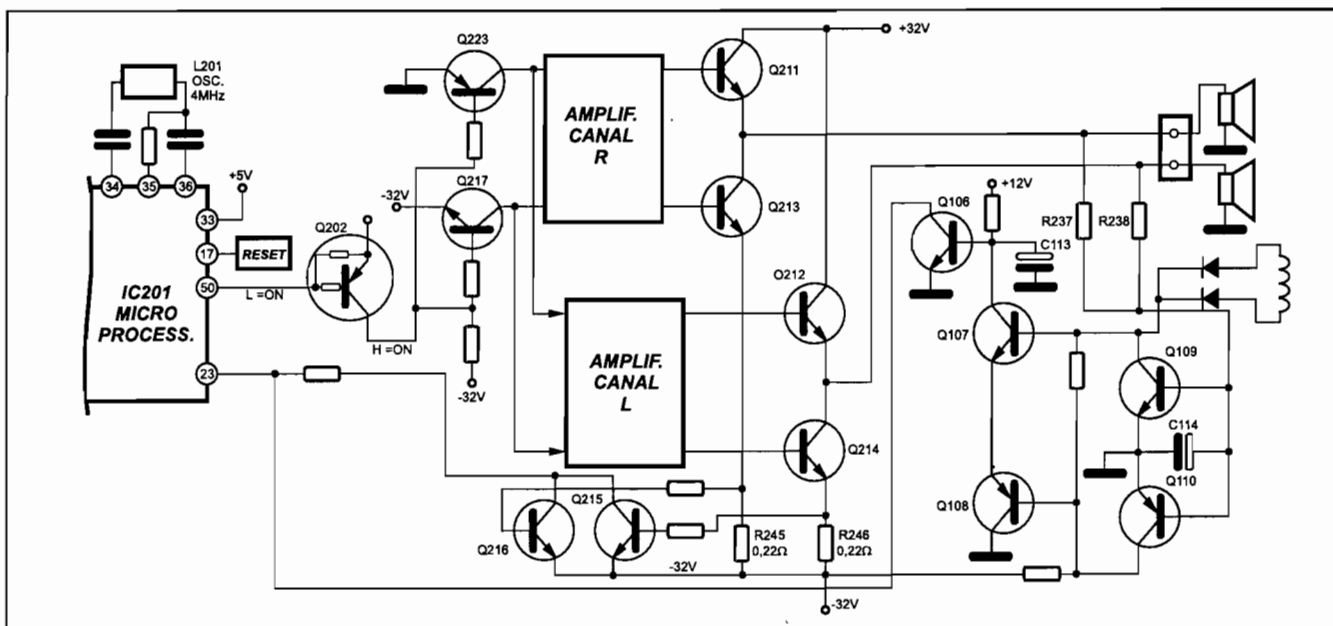 L201
OSC.
4MHz
34
35
36
+5V
33
17
RESET
50
L =ON
23
IC201
MICRO
PROCESS.
Q202
H =ON
Q223
-32V
Q217
-32V
AMPLIF.
CANAL
R
AMPLIF.
CANAL
L
Q211
Q213
O212
Q214
+32V
Q216
Q215
-32V
R245
0,22Ω
R246
0,22Ω
-32V
Q106
+12V
C113
R237
R238
Q107
Q108
Q109
C114
Q110